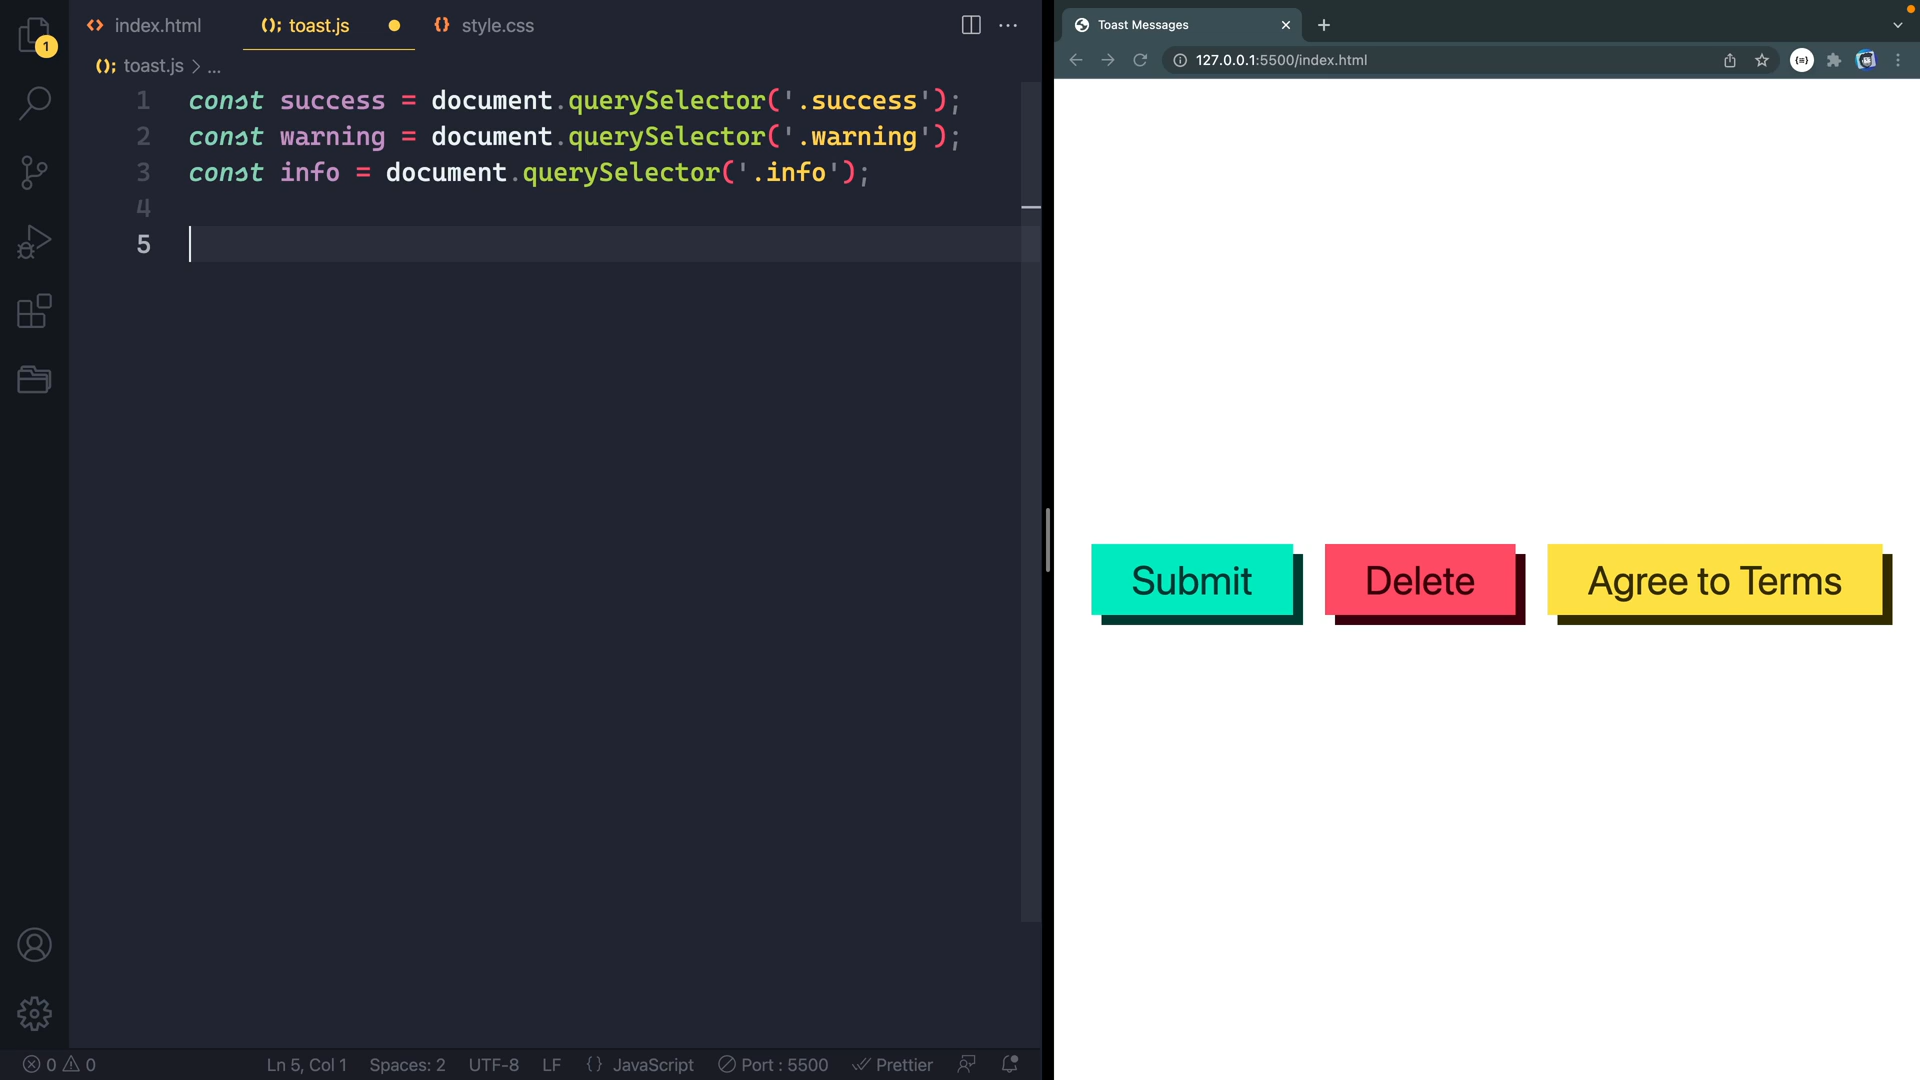 index.html
toast.js
style.css
1
toast.js > ...
1 const success = document.querySelector('.success');
2 const warning = document.querySelector('.warning');
3 const info = document.querySelector('.info');
4
5
0 0
Ln 5, Col 1
Spaces: 2
UTF-8
LF
{} JavaScript
Port : 5500
Prettier
Toast Messages
127.0.0.1:5500/index.html
Submit
Delete
Agree to Terms